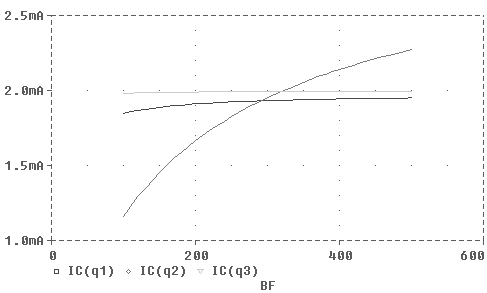 2.5mA
2.0mA
1.5mA
1.0mA
0 200 400 600
IC(q1) IC(q2) IC(q3)
BF